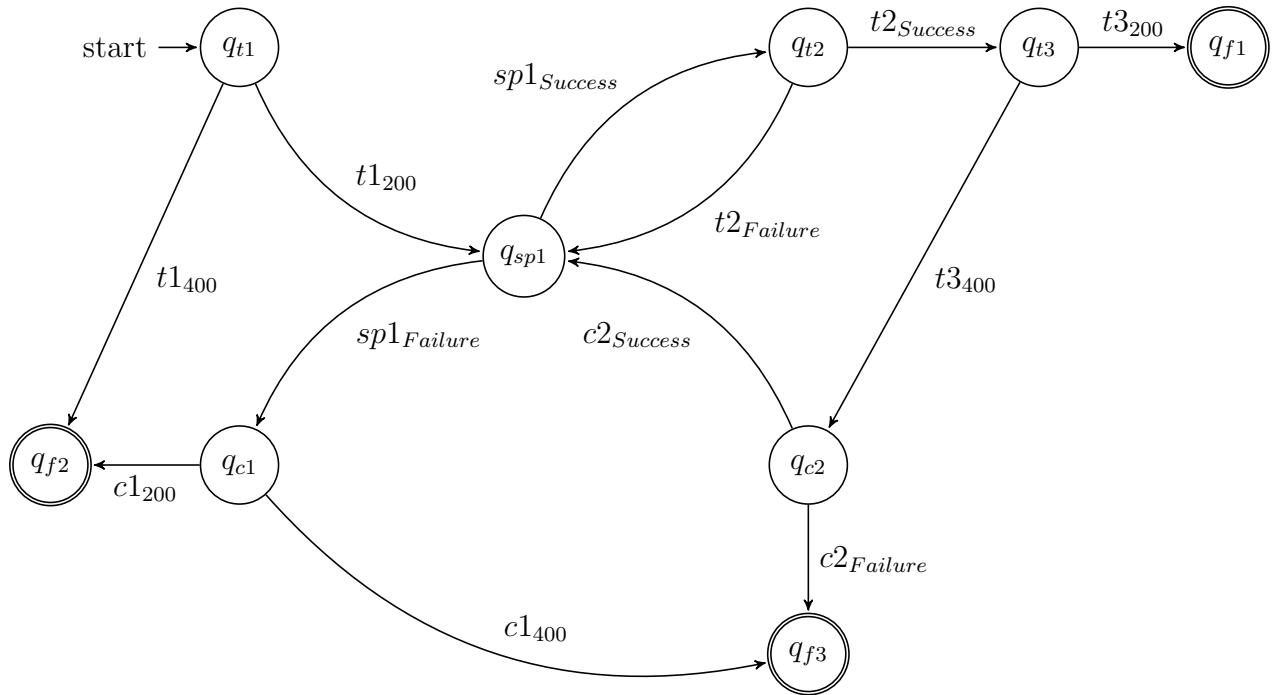 start
q_{t1}
q_{t2}
t2_{Success}
q_{t3}
t3_{200}
q_{f1}
sp1_{Success}
t1_{200}
t2_{Failure}
q_{sp1}
t1_{400}
t3_{400}
sp1_{Failure}
c2_{Success}
q_{f2}
c1_{200}
q_{c1}
q_{c2}
c2_{Failure}
c1_{400}
q_{f3}